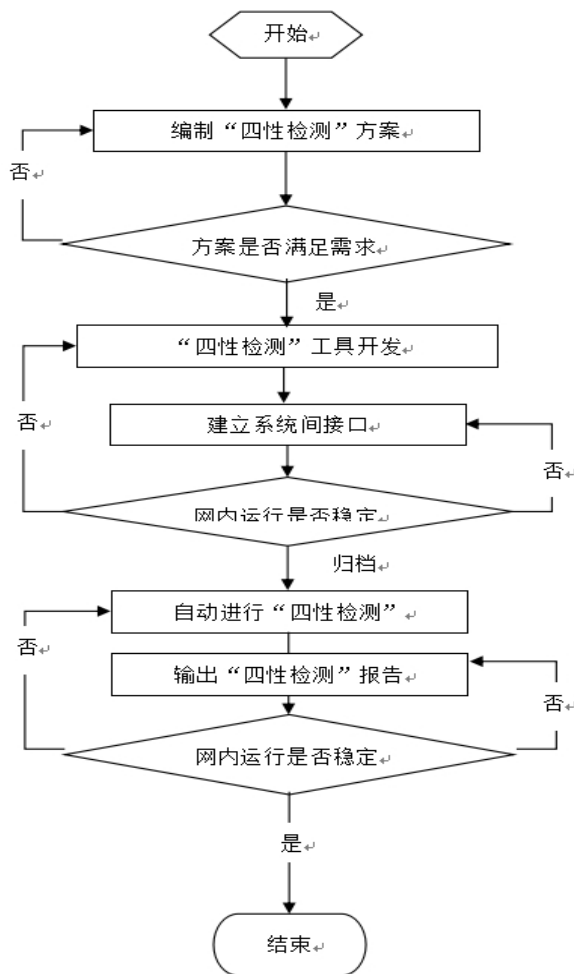 开始
编制“四性检测”方案
否
方案是否满足需求
是
“四性检测”工具开发
否
建立系统间接口
否
网内运行是否稳定
归档
自动进行“四性检测”
否
输出“四性检测”报告
否
网内运行是否稳定
是
结束